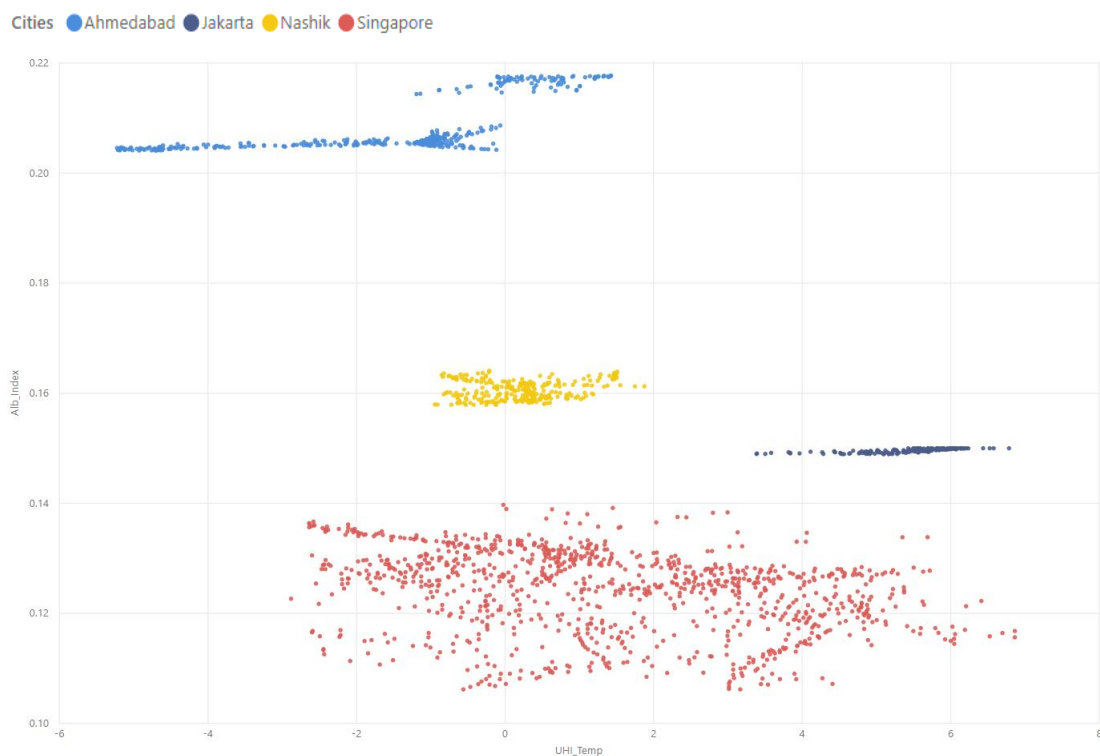 Cities Ahmedabad Jakarta Nashik Singapore
0.22
0.20
0.18
0.16
0.14
0.12
0.10
Alb_Index
-6 -4 -2 0 2 4 6 8
UHI_Temp